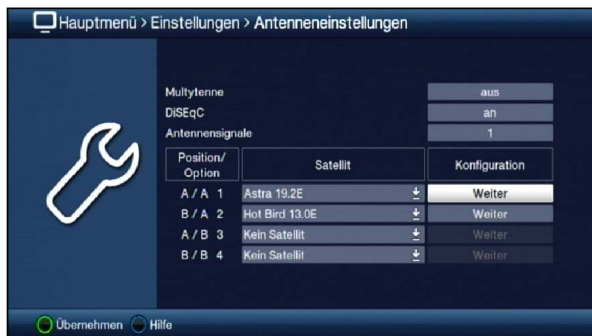 Hauptmenü > Einstellungen > Antenneneinstellungen
Multytenne aus
DiSEqC an
Antennensignale 1
Position/
Option Satellit Konfiguration
A/A 1 Astra 19.2E Weiter
B/A 2 Hot Bird 13.0E Weiter
A/B 3 Kein Satellit Weiter
B/B 4 Kein Satellit Weiter
Übernehmen Hilfe